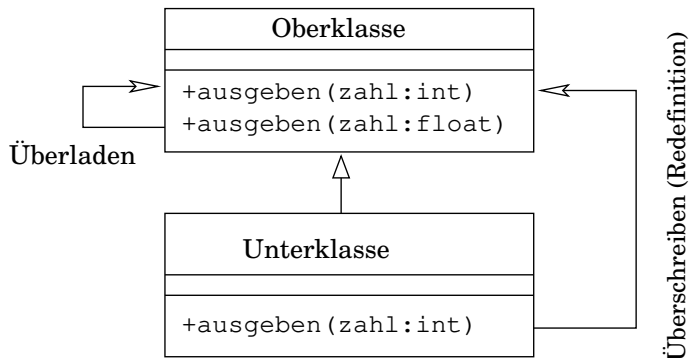 Oberklasse
+ausgeben(zahl:int)
+ausgeben(zahl:float)
Überladen
Unterklasse
+ausgeben(zahl:int)
Überschreiben (Redefinition)